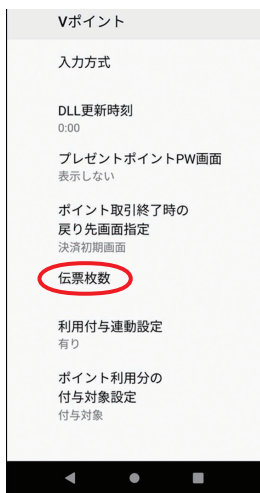 Vポイント
入力方式
DLL更新時刻
0:00
プレゼントポイントPW画面
表示しない
ポイント取引終了時の
戻り先画面指定
決済初期画面
伝票枚数
利用付与連動設定
有り
ポイント利用分の
付与対象設定
付与対象